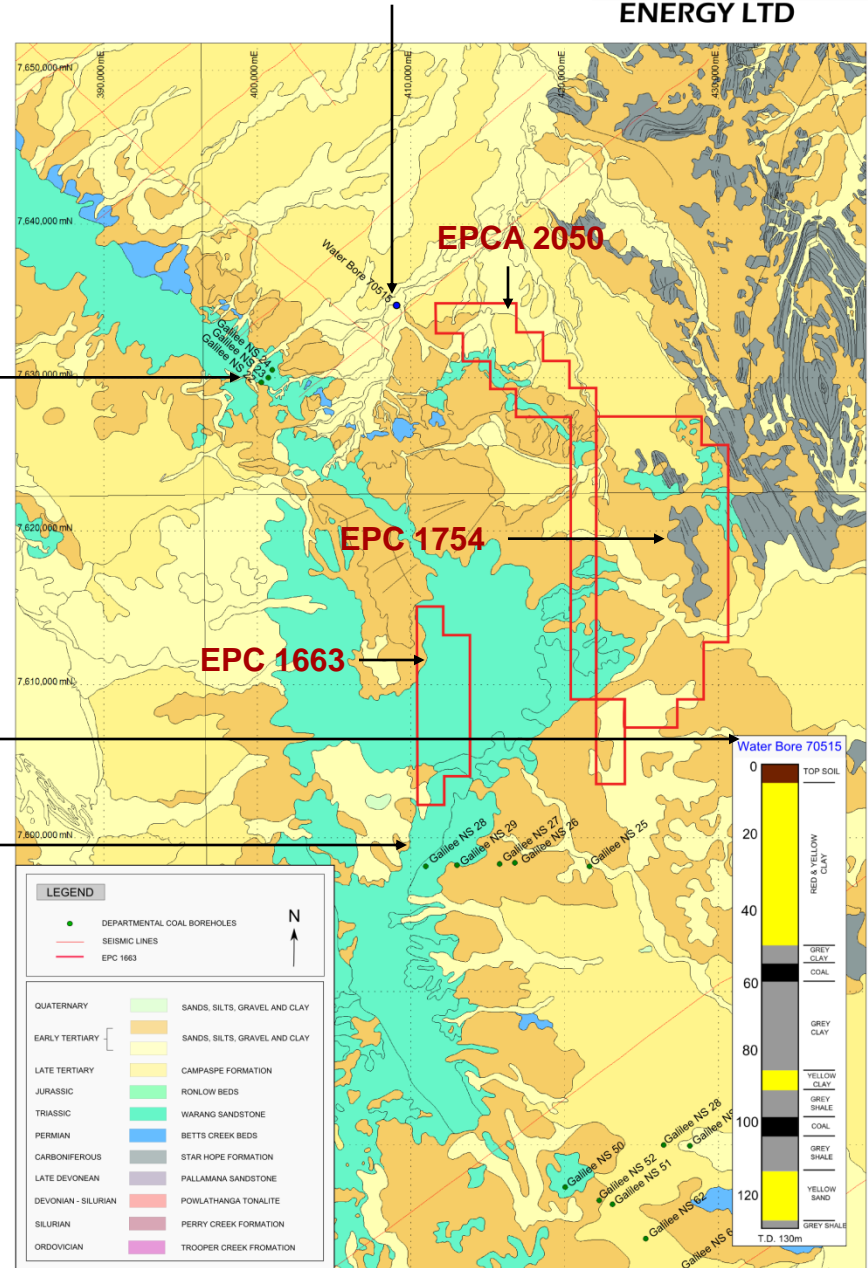 ENERGY LTD
7,650,000 mN
390,000 mE
400,000 mE
410,000 mE
430,000 mE
430,000 mE
7,640,000 mN
EPCA 2050
Water Bore 70515
Galilee NS 24
Galilee NS 23
Galilee NS 22
7,630,000 mN
7,620,000 mN
EPC 1754
EPC 1663
7,610,000 mN
Water Bore 70515
0
TOP SOIL
20
RED & YELLOW
CLAY
40
GREY
CLAY
COAL
60
GREY
CLAY
80
YELLOW
CLAY
GREY
SHALE
100
COAL
GREY
SHALE
YELLOW
SAND
120
GREY SHALE
T.D. 130m
7,600,000 mN
Galilee NS 28
Galilee NS 29
Galilee NS 27
Galilee NS 26
Galilee NS 25
LEGEND
N
DEPARTMENTAL COAL BOREHOLES
SEISMIC LINES
EPC 1663
QUATERNARY SANDS, SILTS, GRAVEL AND CLAY
EARLY TERTIARY SANDS, SILTS, GRAVEL AND CLAY
LATE TERTIARY CAMPASPE FORMATION
JURASSIC RONLOW BEDS
TRIASSIC WARANG SANDSTONE
PERMIAN BETTS CREEK BEDS
CARBONIFEROUS STAR HOPE FORMATION
LATE DEVONEAN PALLAMANA SANDSTONE
DEVONIAN - SILURIAN POWLATHANGA TONALITE
SILURIAN PERRY CREEK FORMATION
ORDOVICIAN TROOPER CREEK FROMATION
Galilee NS 28
Galilee NS
Galilee NS 50
Galilee NS 52
Galilee NS 51
Galilee NS 62
Galilee NS 6